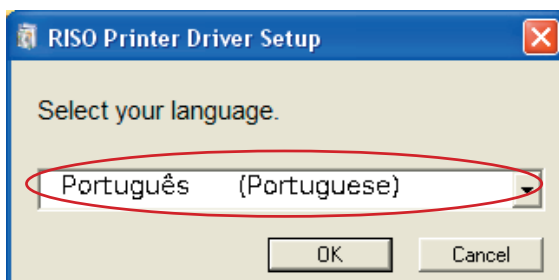 RISO Printer Driver Setup
Select your language.
Português (Portuguese)
OK Cancel